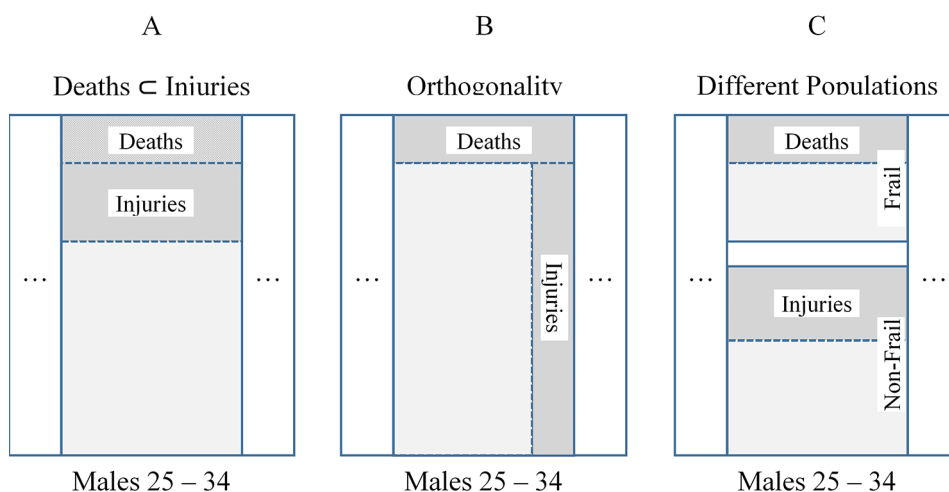 A
B
C
Deaths ⊂ Injuries
Orthogonality
Different Populations
Deaths
Injuries
...
...
Deaths
Injuries
...
...
Deaths
Frail
Injuries
Non-Frail
...
...
Males 25 – 34
Males 25 – 34
Males 25 – 34